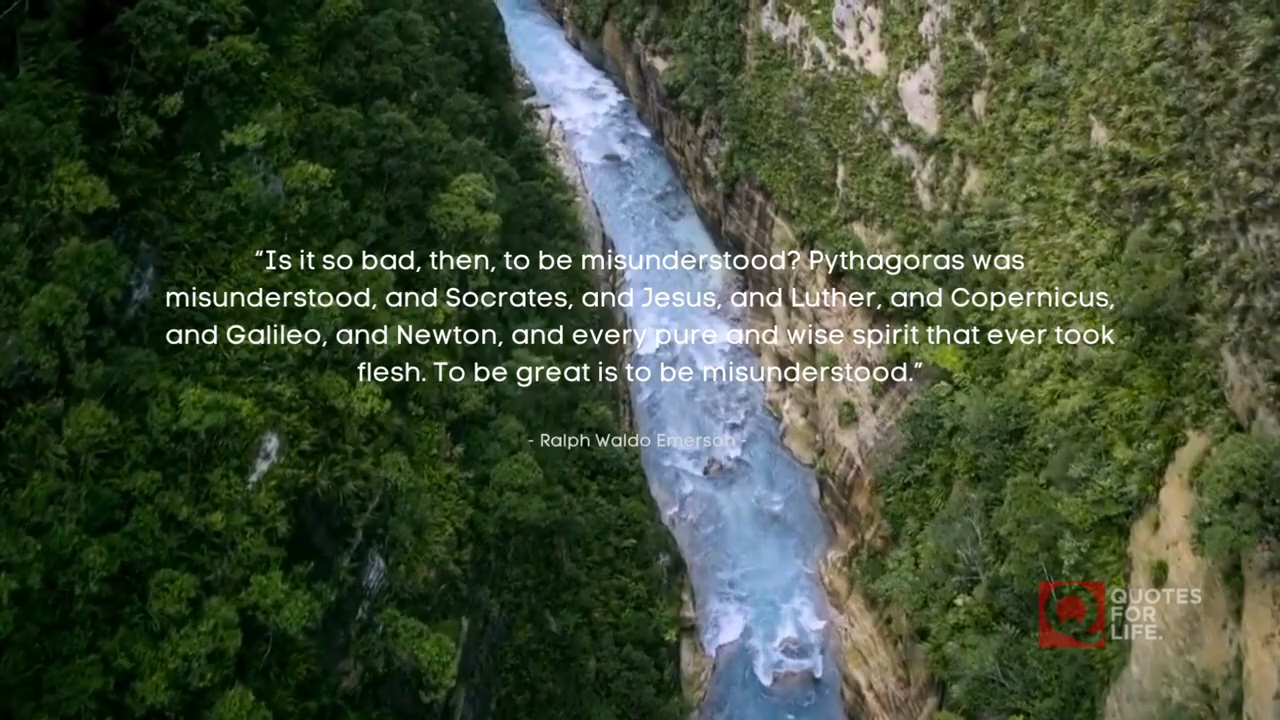 “Is it so bad, then, to be misunderstood? Pythagoras was
misunderstood, and Socrates, and Jesus, and Luther, and Copernicus,
and Galileo, and Newton, and every pure and wise spirit that ever took
flesh. To be great is to be misunderstood.”
- Ralph Waldo Emerson -
QUOTES
FOR
LIFE.